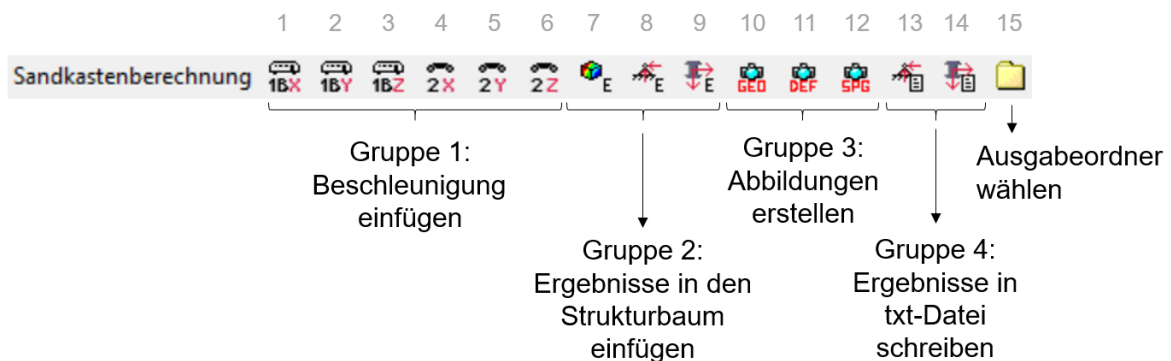 1 2 3 4 5 6 7 8 9 10 11 12 13 14 15
Sandkastenberechnung 1BX 1BY 1BZ 2X 2Y 2Z E E E GEO DEF SPG
Gruppe 1:
Beschleunigung
einfügen
Gruppe 2:
Ergebnisse in den
Strukturbaum
einfügen
Gruppe 3:
Abbildungen
erstellen
Gruppe 4:
Ergebnisse in
txt-Datei
schreiben
Ausgabeordner
wählen